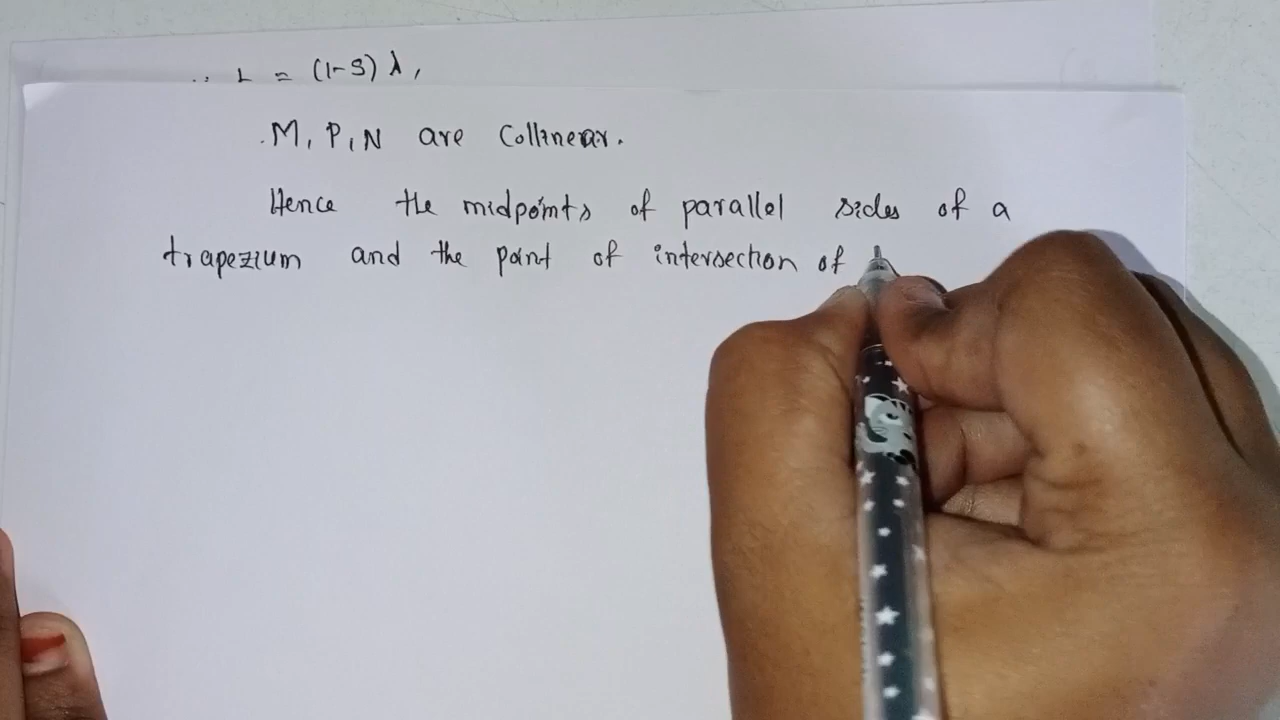 = (1-S) λ,
M, P, N are Collinear.
Hence the midpoints of parallel sides of a
trapezium and the point of intersection of